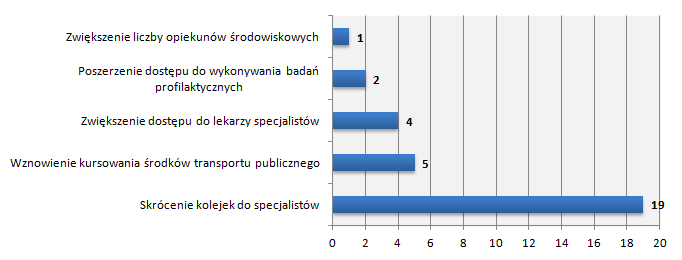 Zwiększenie liczby opiekunów środowiskowych
1
Poszerzenie dostępu do wykonywania badań
profilaktycznych
2
Zwiększenie dostępu do lekarzy specjalistów
4
Wznowienie kursowania środków transportu publicznego
5
Skrócenie kolejek do specjalistów
19
0 2 4 6 8 10 12 14 16 18 20